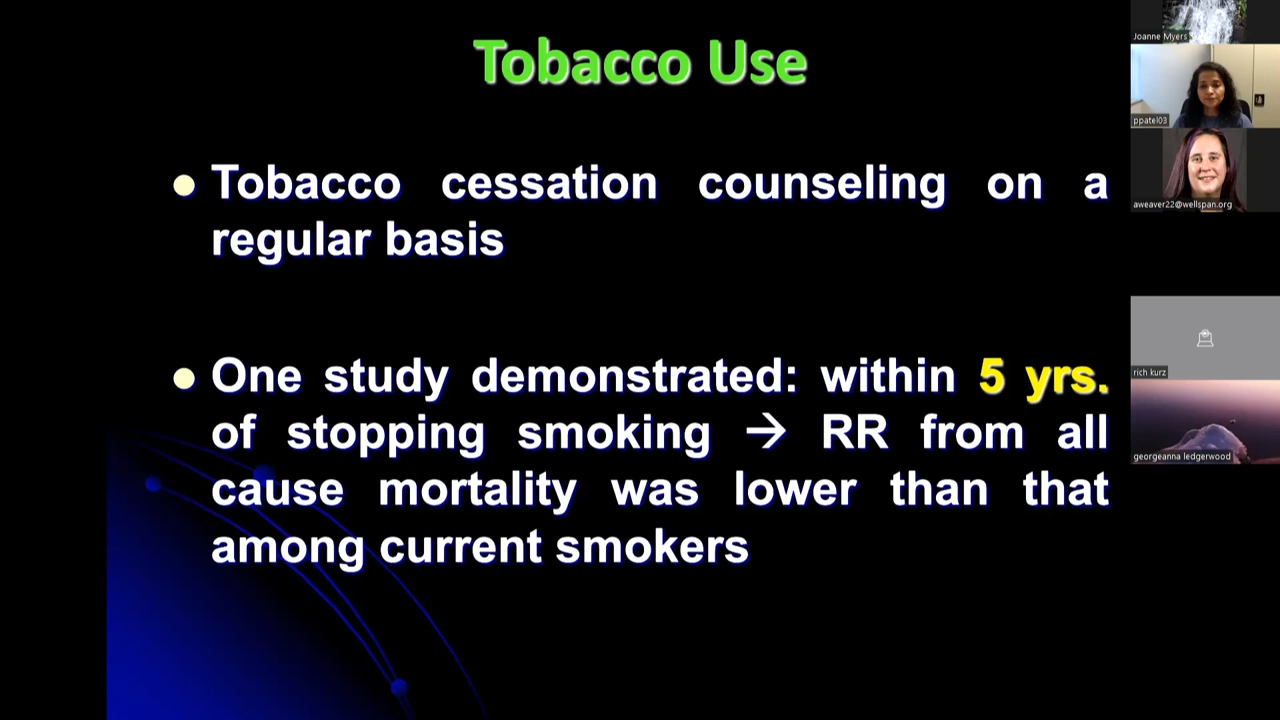 Tobacco Use
Tobacco cessation counseling on a
regular basis
One study demonstrated: within 5 yrs.
of stopping smoking → RR from all
cause mortality was lower than that
among current smokers
Joanne Myers
ppatel03
aweaver22@wellspan.org
rich kurz
georgeanna ledgerwood